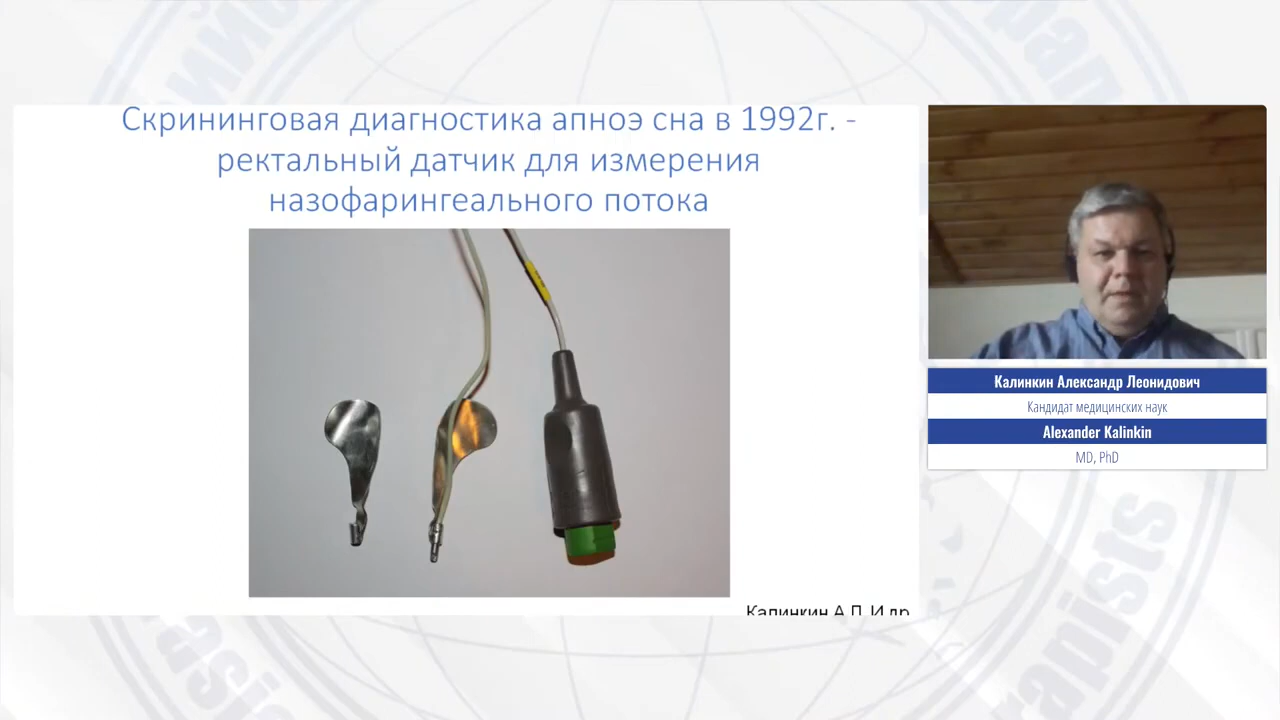 Скрининговая диагностика апноэ сна в 1992г. -
ректальный датчик для измерения
назофарингеального потока
Калинкин Александр Леонидович
Кандидат медицинских наук
Alexander Kalinkin
MD, PhD
rapists